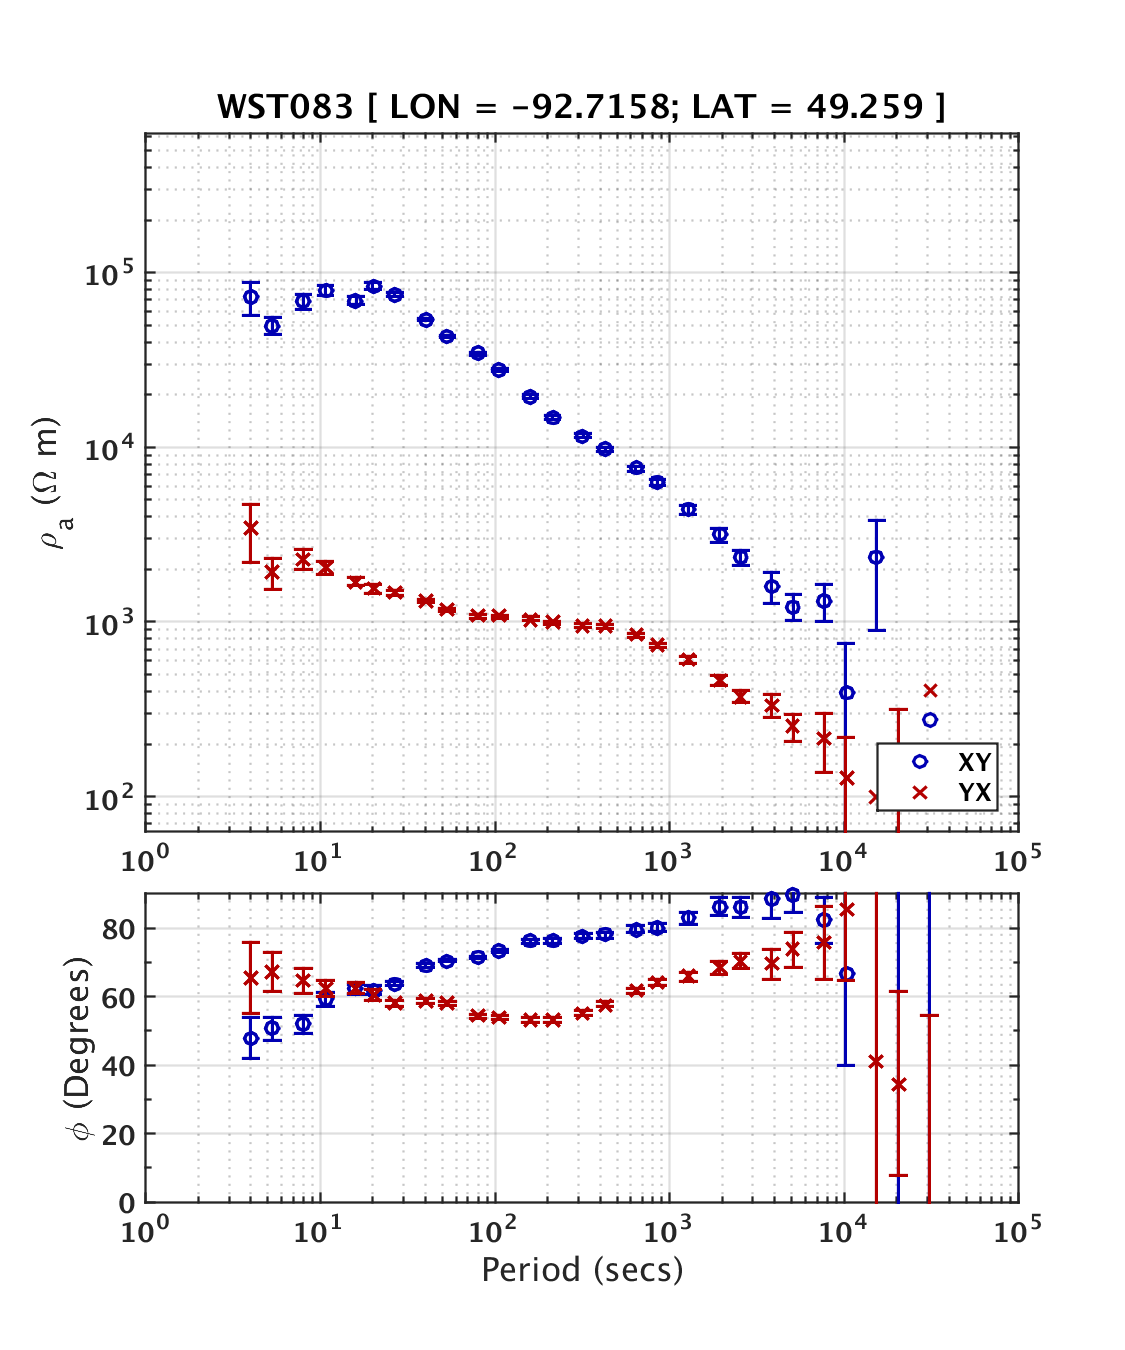 WST083 [ LON = -92.7158; LAT = 49.259 ]
ρa (Ω m)
10^5
10^4
10^3
10^2
10^0 10^1 10^2 10^3 10^4 10^5
XY
YX
ϕ (Degrees)
80
60
40
20
0
10^0 10^1 10^2 10^3 10^4 10^5
Period (secs)